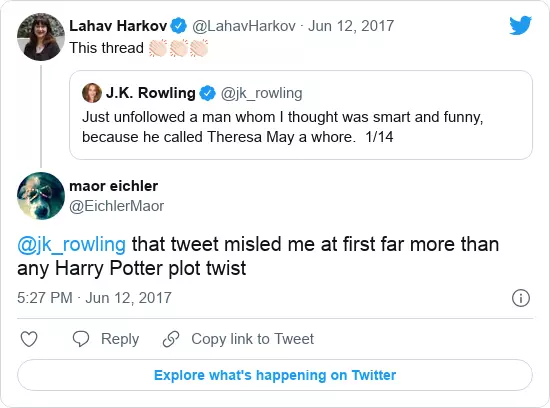 Lahav Harkov @LahavHarkov · Jun 12, 2017
This thread 👏🏻👏🏻👏🏻
J.K. Rowling @jk_rowling
Just unfollowed a man whom I thought was smart and funny,
because he called Theresa May a whore. 1/14
maor eichler
@EichlerMaor
@jk_rowling that tweet misled me at first far more than
any Harry Potter plot twist
5:27 PM · Jun 12, 2017
Reply Copy link to Tweet
Explore what's happening on Twitter